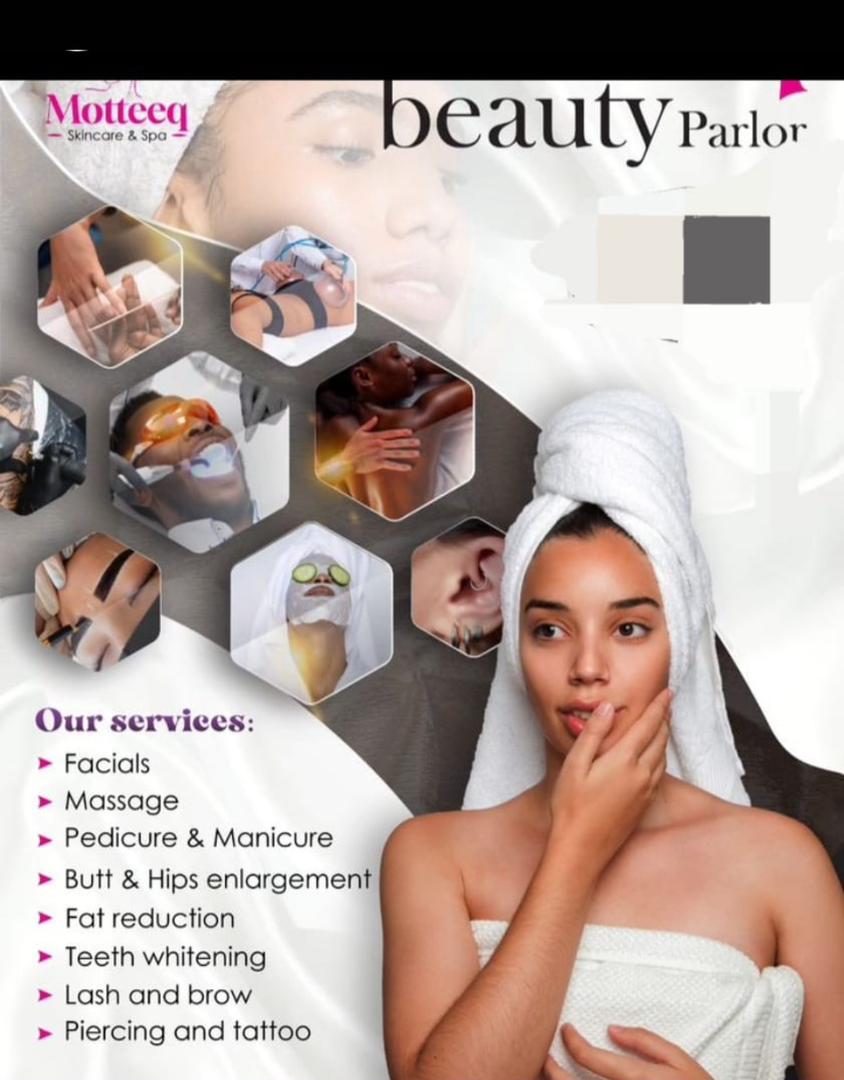 Motteeq
Skincare & Spa
beauty Parlor
Our services:
Facials
Massage
Pedicure & Manicure
Butt & Hips enlargement
Fat reduction
Teeth whitening
Lash and brow
Piercing and tattoo